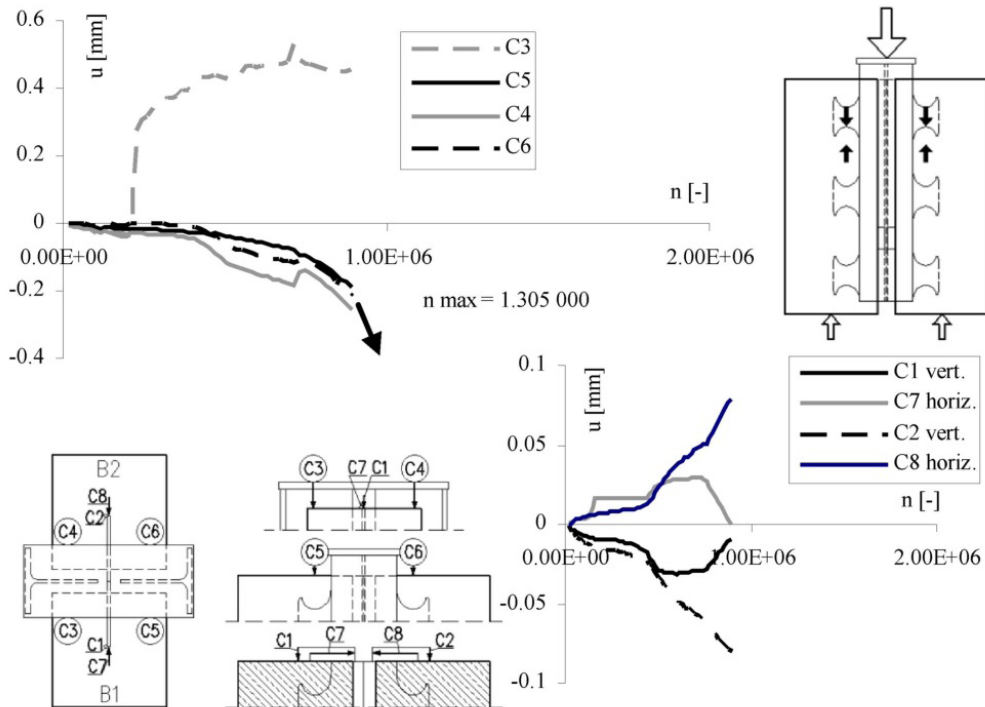 u [mm]
0.6
0.4
0.2
0
-0.2
-0.4
0.00E+00
1.00E+06
2.00E+06
n [-]
C3
C5
C4
C6
n max = 1.305 000
u [mm]
0.1
0.05
0
-0.05
-0.1
0.00E+00
1.00E+06
2.00E+06
n [-]
C1 vert.
C7 horiz.
C2 vert.
C8 horiz.
B2
C8
C2
C4
C6
C3
C5
C1
C7
B1
C3
C7
C1
C4
C5
C6
C1
C7
C8
C2